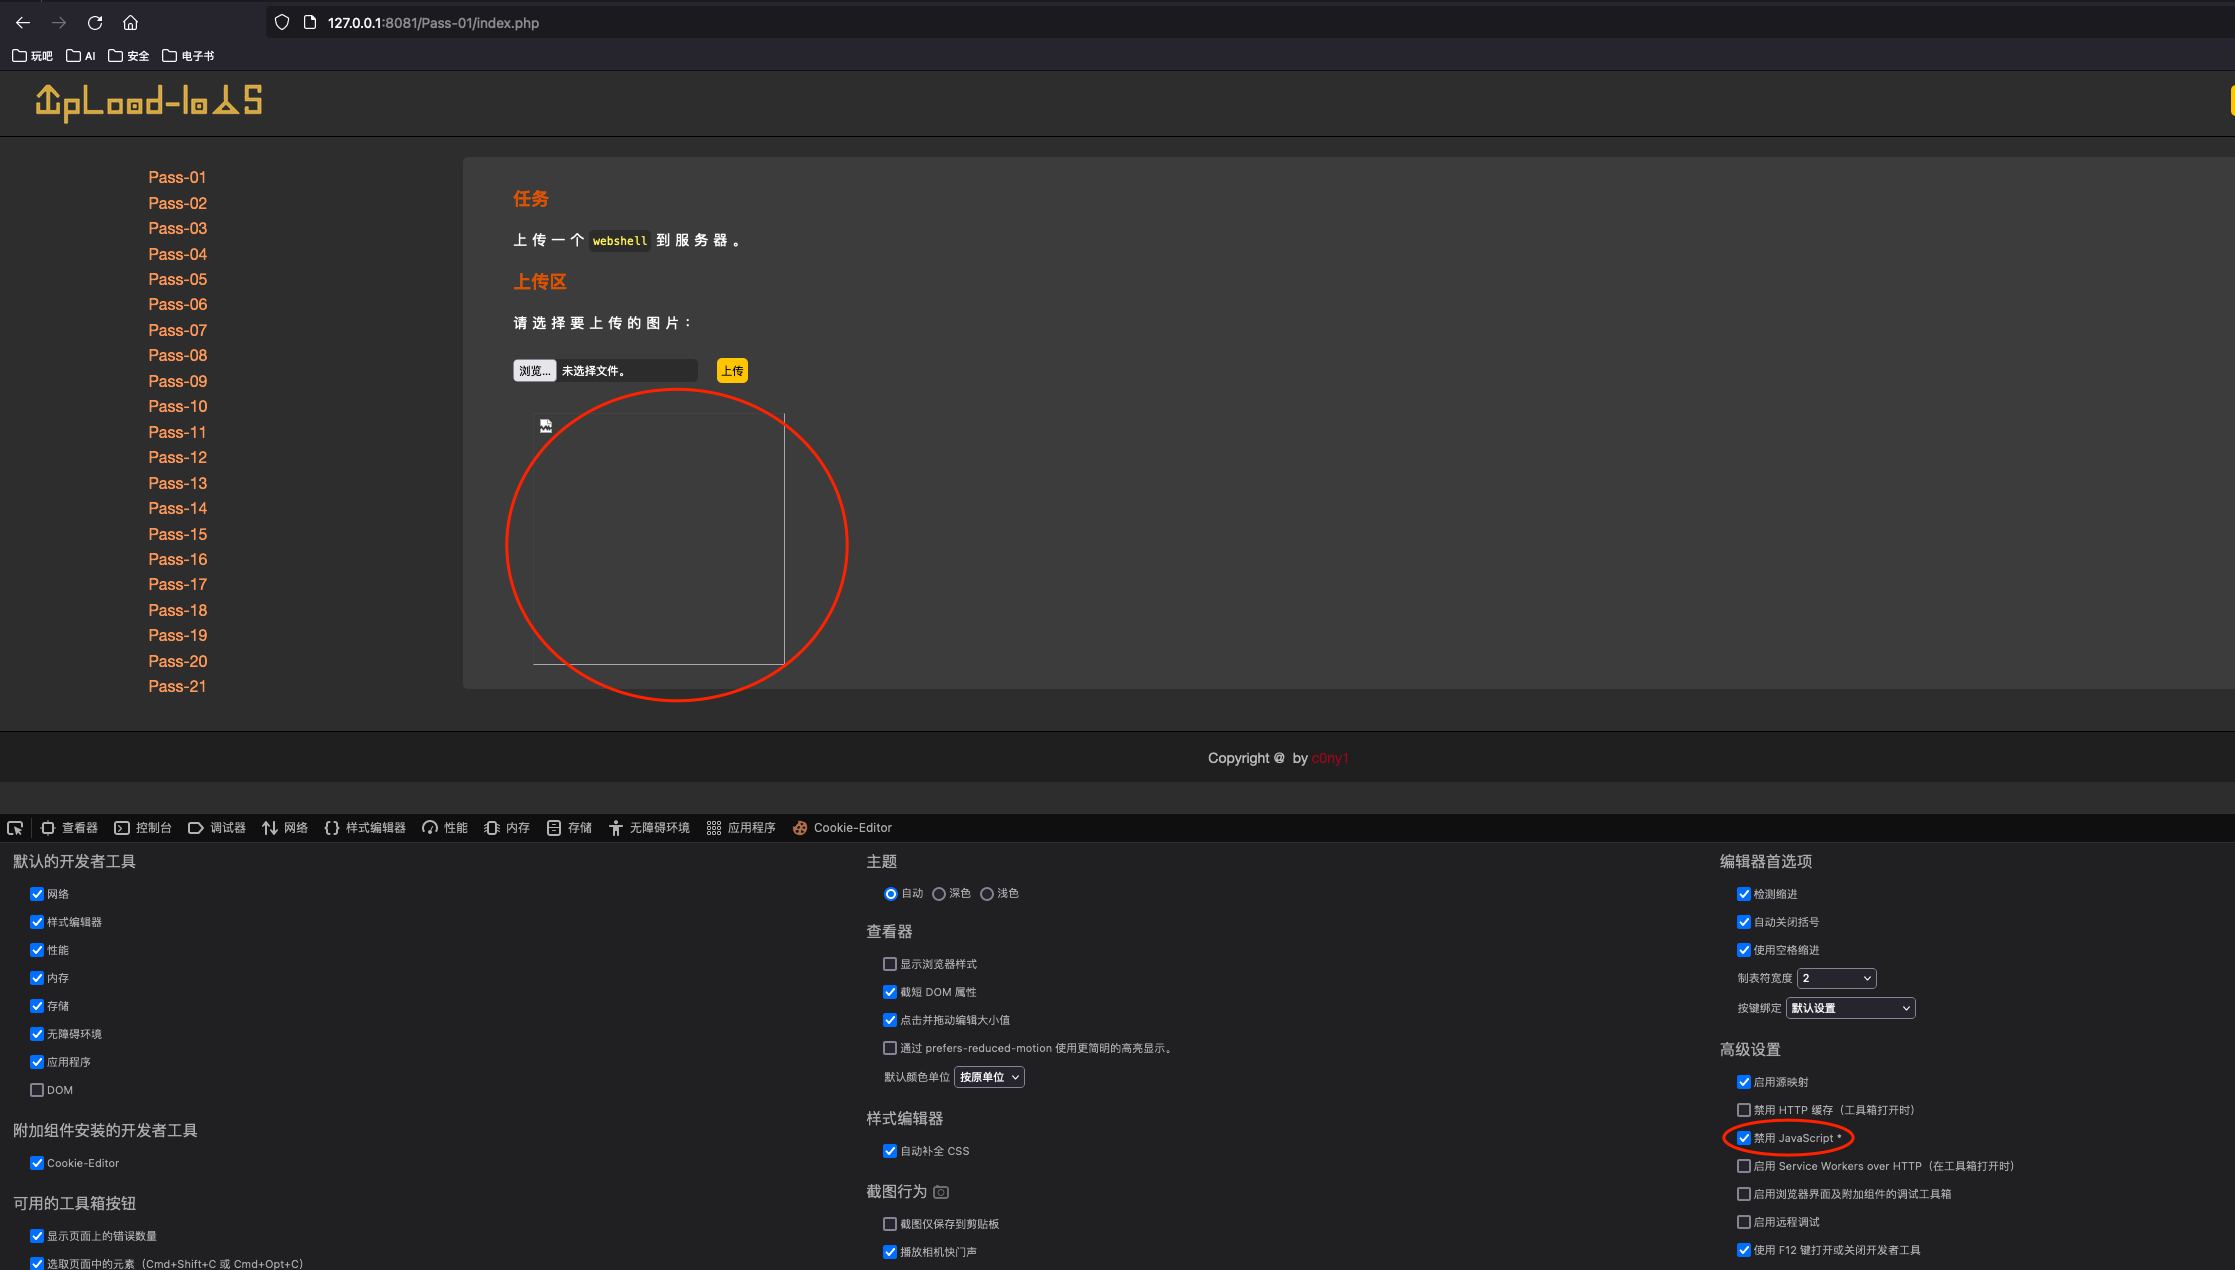 127.0.0.1:8081/Pass-01/index.php
玩吧 AI 安全 电子书
UpLoad-labs
Pass-01
Pass-02
Pass-03
Pass-04
Pass-05
Pass-06
Pass-07
Pass-08
Pass-09
Pass-10
Pass-11
Pass-12
Pass-13
Pass-14
Pass-15
Pass-16
Pass-17
Pass-18
Pass-19
Pass-20
Pass-21
任务
上传一个 webshell 到服务器。
上传区
请选择要上传的图片：
浏览... 未选择文件。 上传
Copyright @ by c0ny1
查看器 控制台 调试器 网络 样式编辑器 性能 内存 存储 无障碍环境 应用程序 Cookie-Editor
默认的开发者工具
网络
样式编辑器
性能
内存
存储
无障碍环境
应用程序
DOM
附加组件安装的开发者工具
Cookie-Editor
可用的工具箱按钮
显示页面上的错误数量
选取页面中的元素（Cmd+Shift+C 或 Cmd+Opt+C）
主题
自动 深色 浅色
查看器
显示浏览器样式
截短 DOM 属性
点击并拖动编辑大小值
通过 prefers-reduced-motion 使用更简明的高亮显示。
默认颜色单位 按原单位
样式编辑器
自动补全 CSS
截图行为
截图仅保存到剪贴板
播放相机快门声
编辑器首选项
检测缩进
自动关闭括号
使用空格缩进
制表符宽度 2
按键绑定 默认设置
高级设置
启用源映射
禁用 HTTP 缓存（工具箱打开时）
禁用 JavaScript *
启用 Service Workers over HTTP（在工具箱打开时）
启用浏览器界面及附加组件的调试工具箱
启用远程调试
使用 F12 键打开或关闭开发者工具